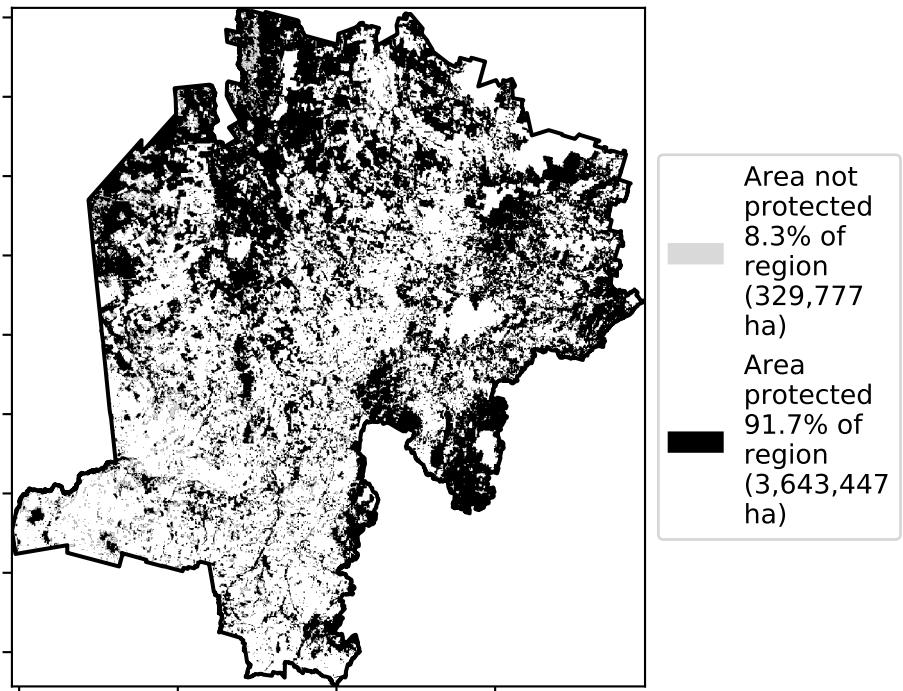 Area not
protected
8.3% of
region
(329,777
ha)
Area
protected
91.7% of
region
(3,643,447
ha)